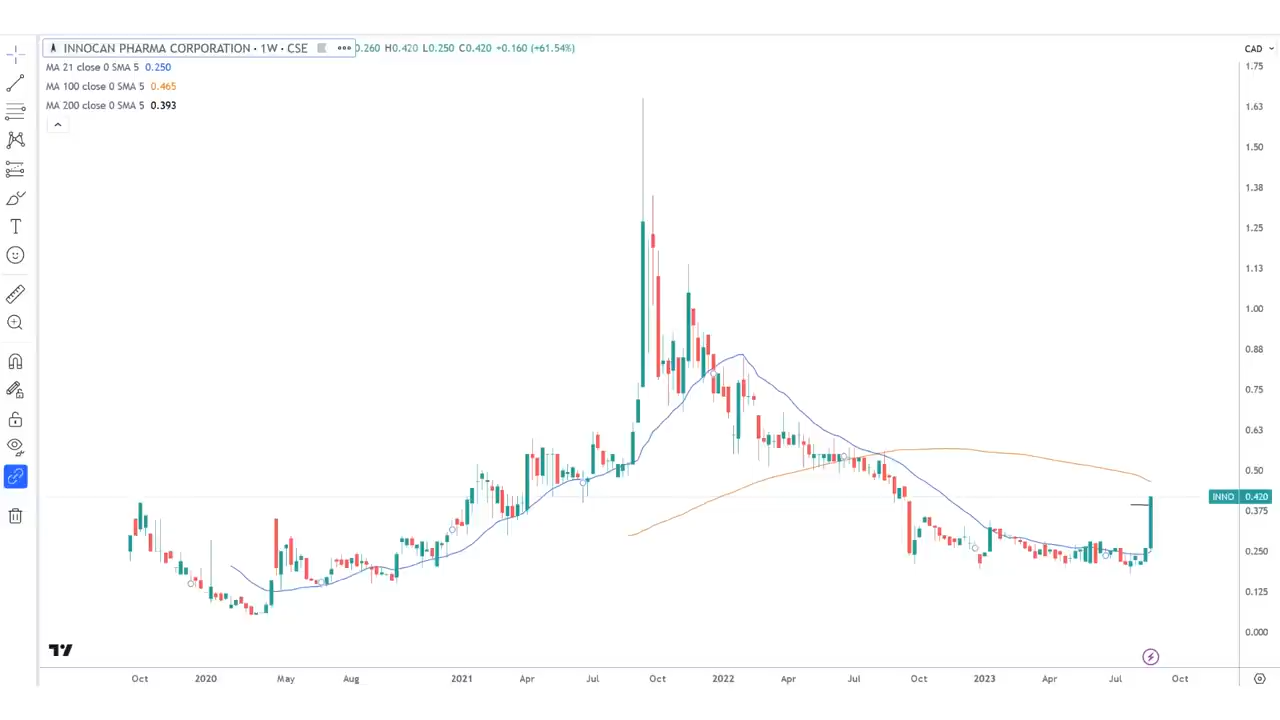 INNOCAN PHARMA CORPORATION · 1W · CSE 0.260 H0.420 L0.250 C0.420 +0.160 (+61.54%)
MA 21 close 0 SMA 5 0.250
MA 100 close 0 SMA 5 0.465
MA 200 close 0 SMA 5 0.393
CAD
1.75
1.63
1.50
1.38
1.25
1.13
1.00
0.88
0.75
0.63
0.50
INNO 0.420
0.375
0.250
0.125
0.000
Oct 2020 May Aug 2021 Apr Jul Oct 2022 Apr Jul Oct 2023 Apr Jul Oct